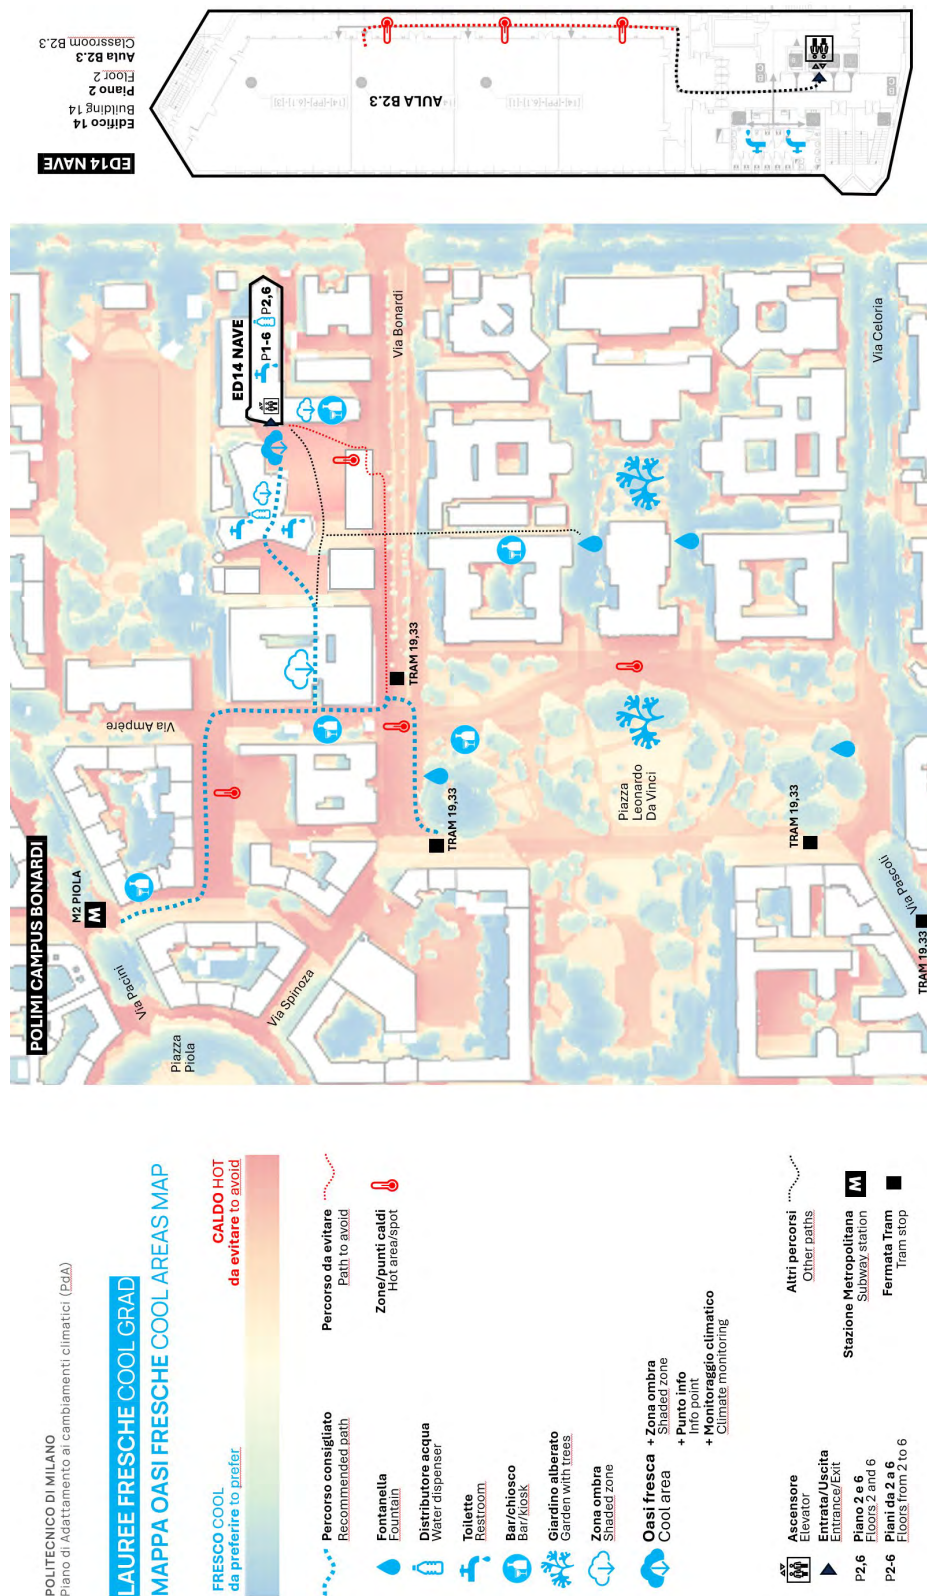 POLITECNICO DI MILANO
Piano di Adattamento ai cambiamenti climatici (PdA)
LAUREE FRESCHE COOL GRAD
MAPPA OASI FRESCHE COOL AREAS MAP
FRESCO COOL
da preferire to prefer
CALDO HOT
da evitare to avoid
Percorso consigliato
Recommended path
Percorso da evitare
Path to avoid
Fontanella
Fountain
Zone/punti caldi
Hot area/spot
Distributore acqua
Water dispenser
Toilette
Restroom
Bar/chiosco
Bar/kiosk
Giardino alberato
Garden with trees
Zona ombra
Shaded zone
Oasi fresca + Zona ombra
Cool area Shaded zone
+ Punto info
Info point
+ Monitoraggio climatico
Climate monitoring
Ascensore
Elevator
Altri percorsi
Other paths
Entrata/Uscita
Entrance/Exit
Stazione Metropolitana
Subway station
M
P2,6
Piano 2 e 6
Floors 2 and 6
Fermata Tram
Tram stop
P2-6
Piani da 2 a 6
Floors from 2 to 6
POLIMI CAMPUS BONARDI
M2 PIOLA
M
Via Pacini
Piazza
Piola
Via Spinoza
Via Ampère
ED14 NAVE
P1-6 P2,6
Via Bonardi
TRAM 19,33
TRAM 19,33
Piazza
Leonardo
Da Vinci
TRAM 19,33
Via Celoria
Via Pascoli
TRAM 19,33
ED14 NAVE
Edifico 14
Building 14
Piano 2
Floor 2
Aula B2.3
Classroom B2.3
AULA B2.3